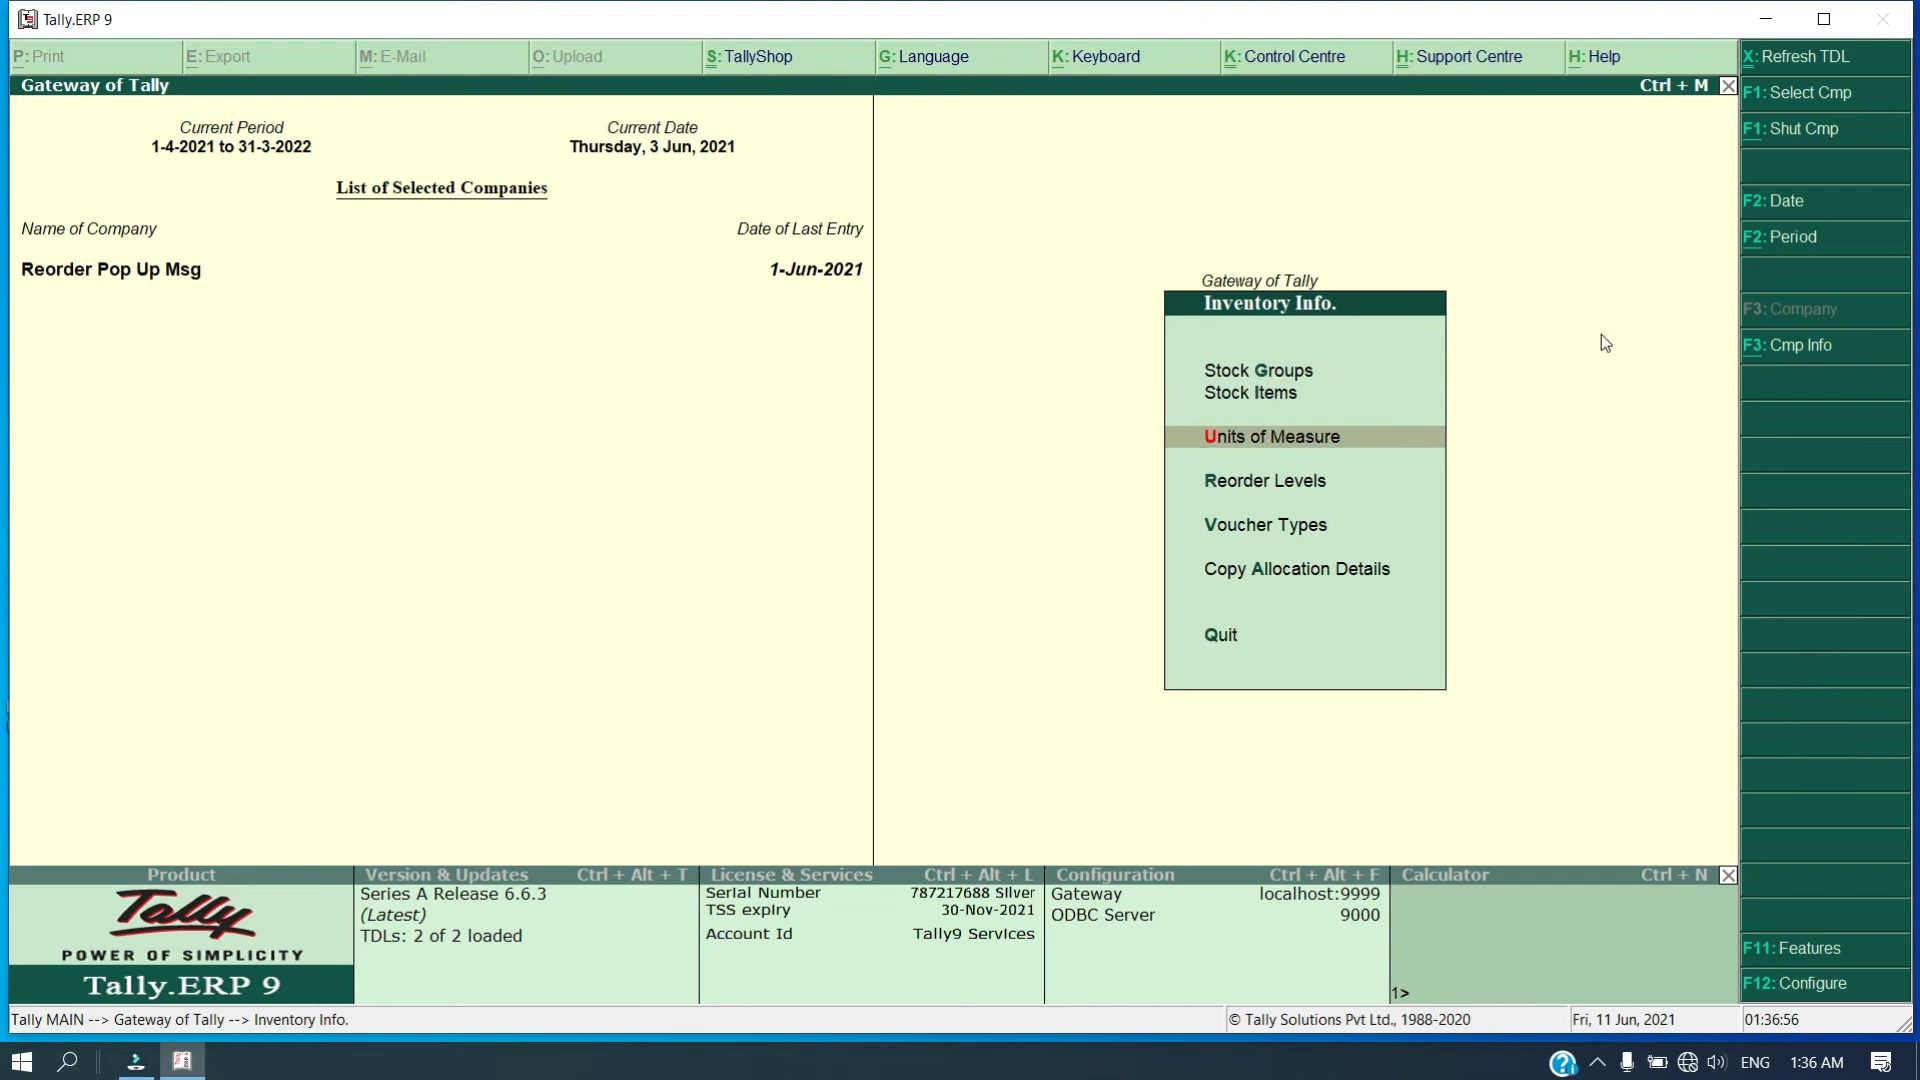 Tally.ERP 9
P: Print
E: Export
M: E-Mail
O: Upload
S: TallyShop
G: Language
K: Keyboard
K: Control Centre
H: Support Centre
H: Help
Gateway of Tally
Ctrl + M
Current Period
1-4-2021 to 31-3-2022
Current Date
Thursday, 3 Jun, 2021
List of Selected Companies
Name of Company
Date of Last Entry
Reorder Pop Up Msg
1-Jun-2021
Gateway of Tally
Inventory Info.
Stock Groups
Stock Items
Units of Measure
Reorder Levels
Voucher Types
Copy Allocation Details
Quit
X: Refresh TDL
F1: Select Cmp
F1: Shut Cmp
F2: Date
F2: Period
F3: Company
F3: Cmp Info
F11: Features
F12: Configure
Product
Tally
POWER OF SIMPLICITY
Tally.ERP 9
Version & Updates Ctrl + Alt + T
Series A Release 6.6.3
(Latest)
TDLs: 2 of 2 loaded
License & Services Ctrl + Alt + L
Serial Number 787217688 Silver
TSS expiry 30-Nov-2021
Account Id Tally9 Services
Configuration Ctrl + Alt + F
Gateway localhost:9999
ODBC Server 9000
Calculator Ctrl + N
1>
Tally MAIN --> Gateway of Tally --> Inventory Info.
© Tally Solutions Pvt Ltd., 1988-2020
Fri, 11 Jun, 2021
01:36:56
ENG
1:36 AM